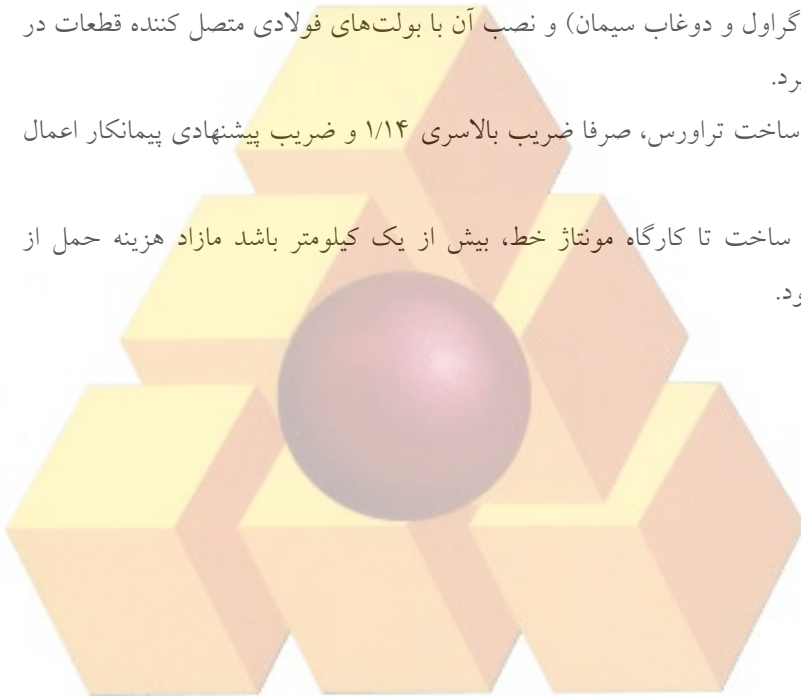 گراول و دوغاب سیمان) و نصب آن با بولت‌های فولادی متصل کننده قطعات در
ساخت تراورس، صرفا ضریب بالاسری ۱/۱۴ و ضریب پیشنهادی پیمانکار اعمال
ساخت تا کارگاه مونتاژ خط، بیش از یک کیلومتر باشد مازاد هزینه حمل از